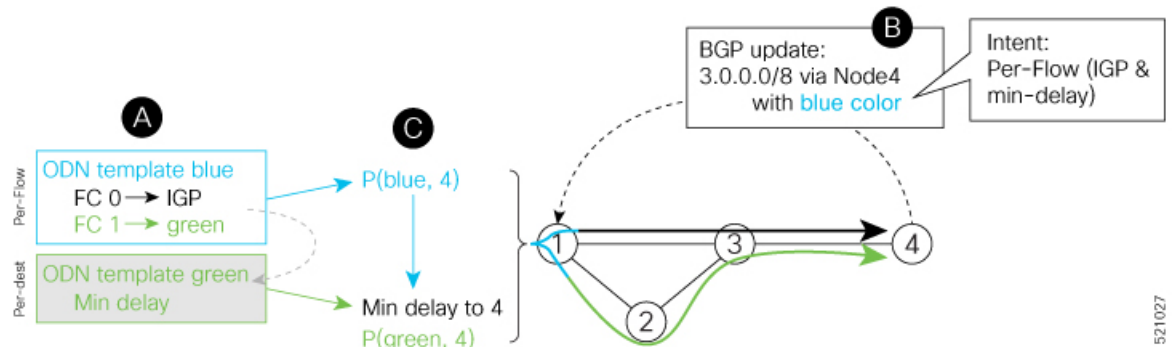 A
Per-Flow
ODN template blue
FC 0 → IGP
FC 1 → green
Per-dest
ODN template green
Min delay
C
P(blue, 4)
Min delay to 4
P(green, 4)
B
BGP update:
3.0.0.0/8 via Node4
with blue color
Intent:
Per-Flow (IGP &
min-delay)
1
3
4
2
521027